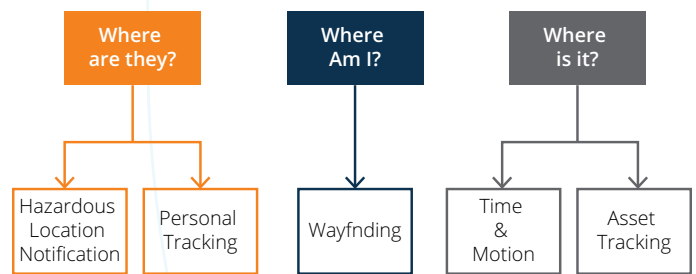 Where
are they?
Where
Am I?
Where
is it?
Hazardous
Location
Notification
Personal
Tracking
Wayfnding
Time
&
Motion
Asset
Tracking